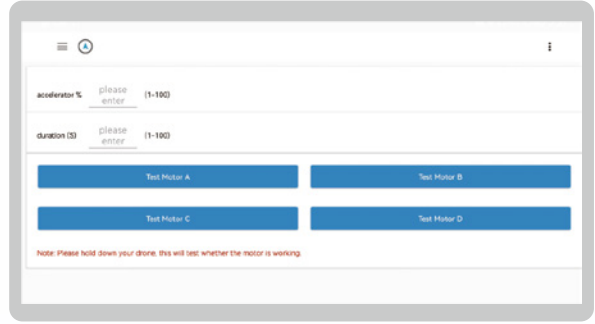 A
accelerator % please enter (1-100)
duration (S) please enter (1-100)
Test Motor A Test Motor B
Test Motor C Test Motor D
Note: Please hold down your drone, this will test whether the motor is working.